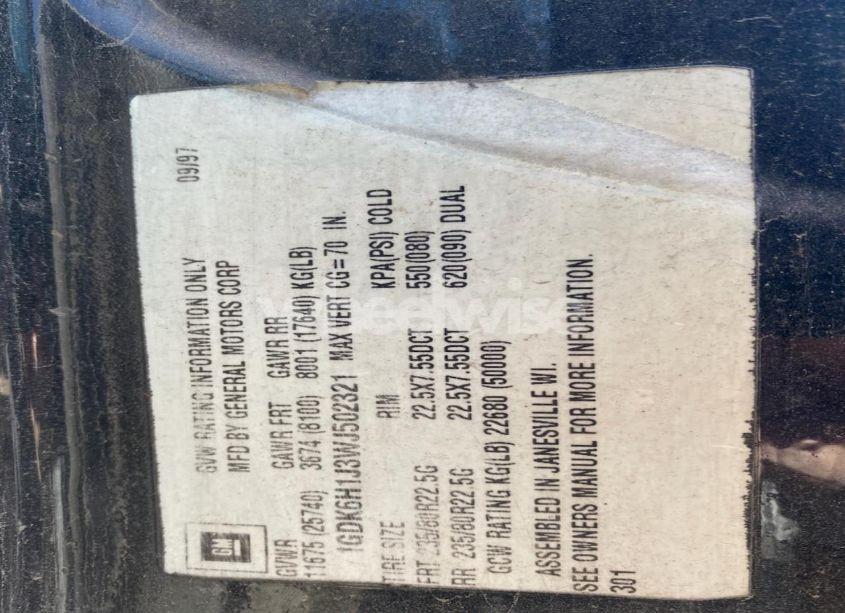 GM
GVW RATING INFORMATION ONLY 09/97
MFD BY GENERAL MOTORS CORP
GVWR GAWR FRT GAWR RR
11675 (25740) 3674 (8100) 8001 (17640) KG(LB)
1GDK6H1J3WJ502321 MAX VERT CG=70 IN.
TIRE SIZE RIM KPA(PSI) COLD
FRT 235/80R22.5G 22.5X7.55DCT 550(080)
RR 235/80R22.5G 22.5X7.55DCT 620(090) DUAL
GCW RATING KG(LB) 22680 (50000)
ASSEMBLED IN JANESVILLE WI.
SEE OWNERS MANUAL FOR MORE INFORMATION.
301